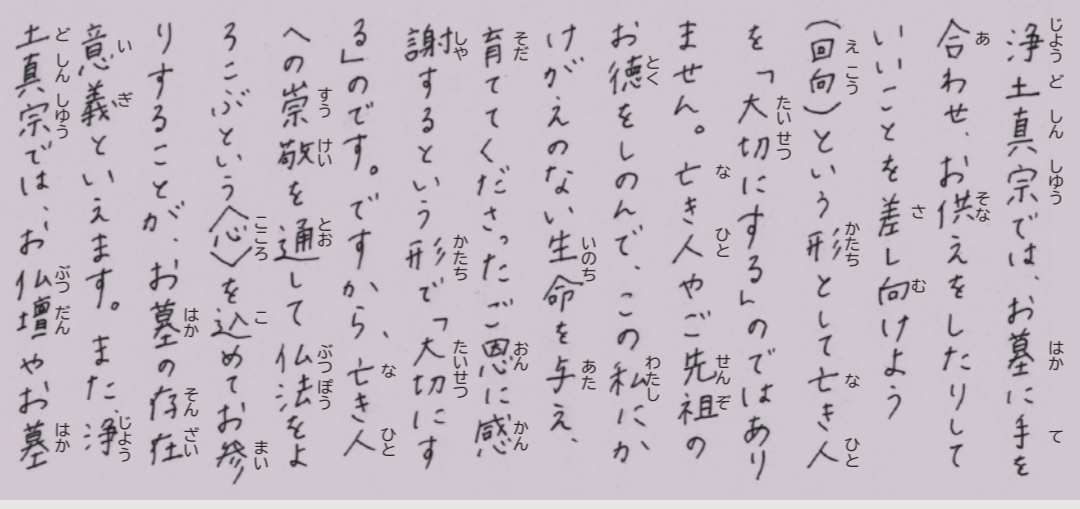 浄土真宗では、お墓に手を
合わせ、お供えをしたりして
いいことを差し向けよう
（回向）という形として亡き人
を「大切にする」のではあり
ません。亡き人やご先祖の
お徳をしのんで、この私にか
けがえのない生命を与え、
育ててくださったご恩に感
謝するという形で「大切にす
る」のです。ですから、亡き人
への崇敬を通して仏法をよ
ろこぶという〈心〉を込めてお参
りすることが、お墓の存在
意義といえます。また、浄
土真宗では、お仏壇やお墓